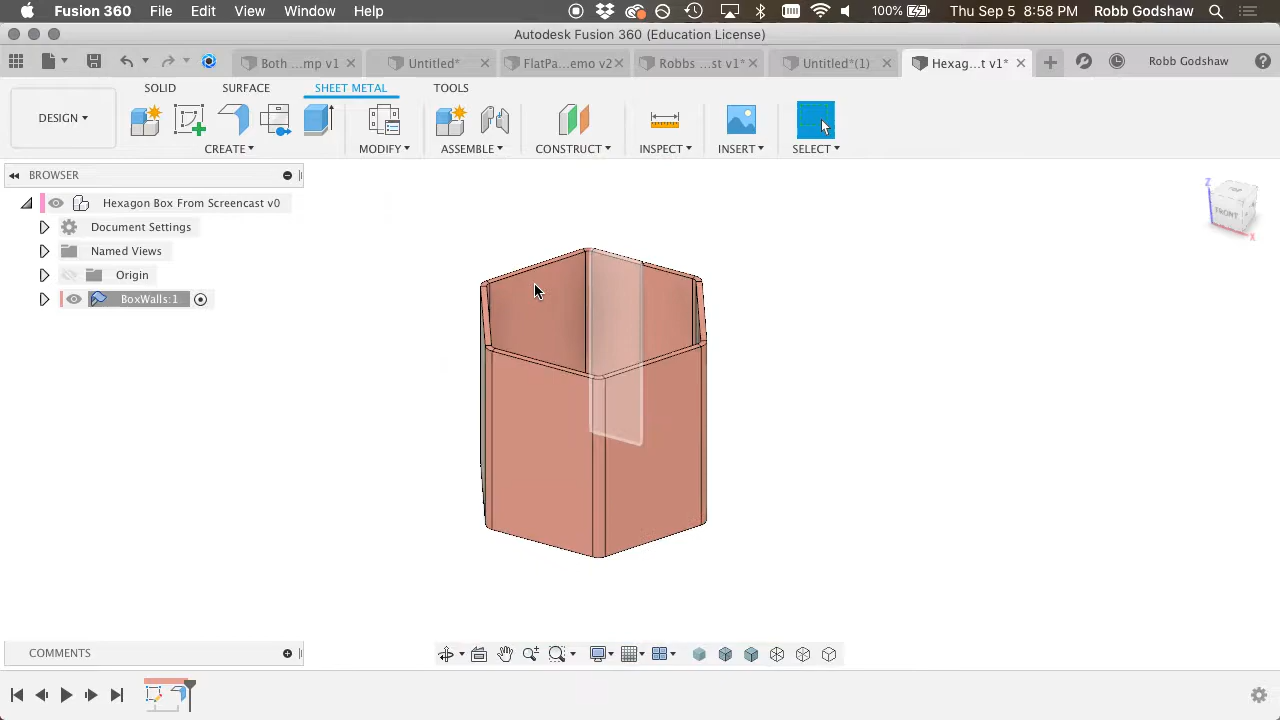 Fusion 360 File Edit View Window Help 100% Thu Sep 5 8:58 PM Robb Godshaw
Autodesk Fusion 360 (Education License)
Both ...mp v1 Untitled* FlatPa...emo v2 Robbs ...st v1* Untitled*(1) Hexag...t v1* Robb Godshaw
SOLID SURFACE SHEET METAL TOOLS
DESIGN
CREATE MODIFY ASSEMBLE CONSTRUCT INSPECT INSERT SELECT
BROWSER
Hexagon Box From Screencast v0
Document Settings
Named Views
Origin
BoxWalls:1
Z
FRONT
X
COMMENTS